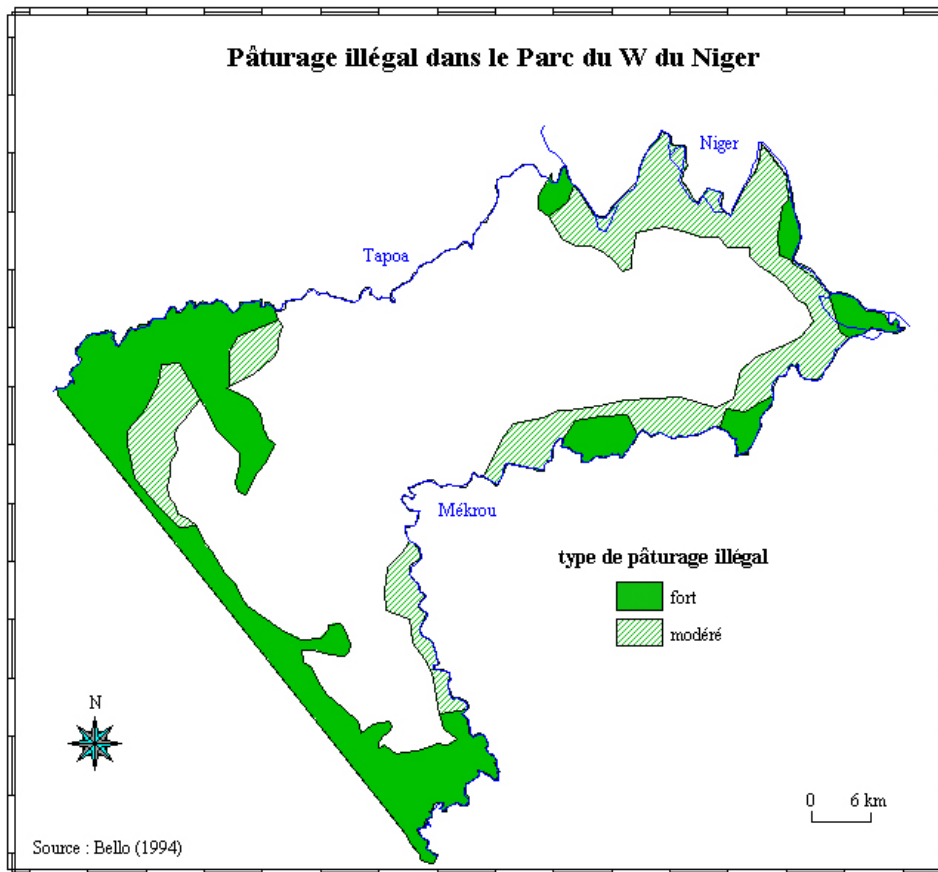 Pâturage illégal dans le Parc du W du Niger
Niger
Tapoa
Mékrou
type de pâturage illégal
fort
modéré
N
0 6 km
Source : Bello (1994)